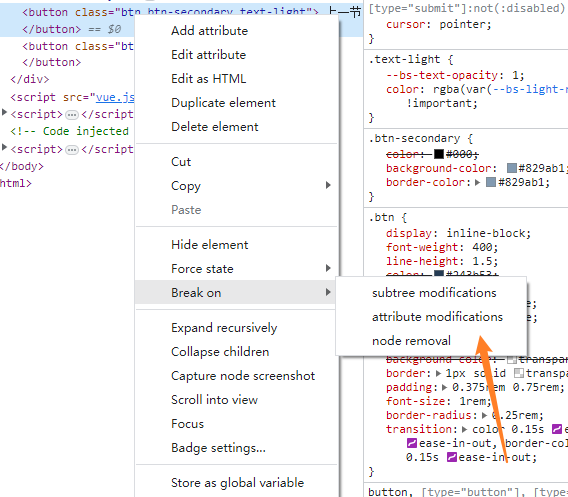 <button class="btn btn-secondary text-light"> 上一节
</button> == $0
<button class="bt
</button>
</div>
<script src="vue.js
<script> </script
<!-- Code injected
<script> </script
</body>
html>
Add attribute
Edit attribute
Edit as HTML
Duplicate element
Delete element
Cut
Copy
Paste
Hide element
Force state
Break on
Expand recursively
Collapse children
Capture node screenshot
Scroll into view
Focus
Badge settings...
Store as global variable
subtree modifications
attribute modifications
node removal
[type="submit"]:not(:disabled)
cursor: pointer;
}
.text-light {
--bs-text-opacity: 1;
color: rgba(var(--bs-light-r
!important;
}
.btn-secondary {
color: #000;
background-color: #829ab1;
border-color: #829ab1;
}
.btn {
display: inline-block;
font-weight: 400;
line-height: 1.5;
color: #243b53;
background-color: transpa
border: 1px solid transpa
padding: 0.375rem 0.75rem;
font-size: 1rem;
border-radius: 0.25rem;
transition: color 0.15s ea
ease-in-out, border-col
0.15s ease-in-out;
}
button, [type="button"],